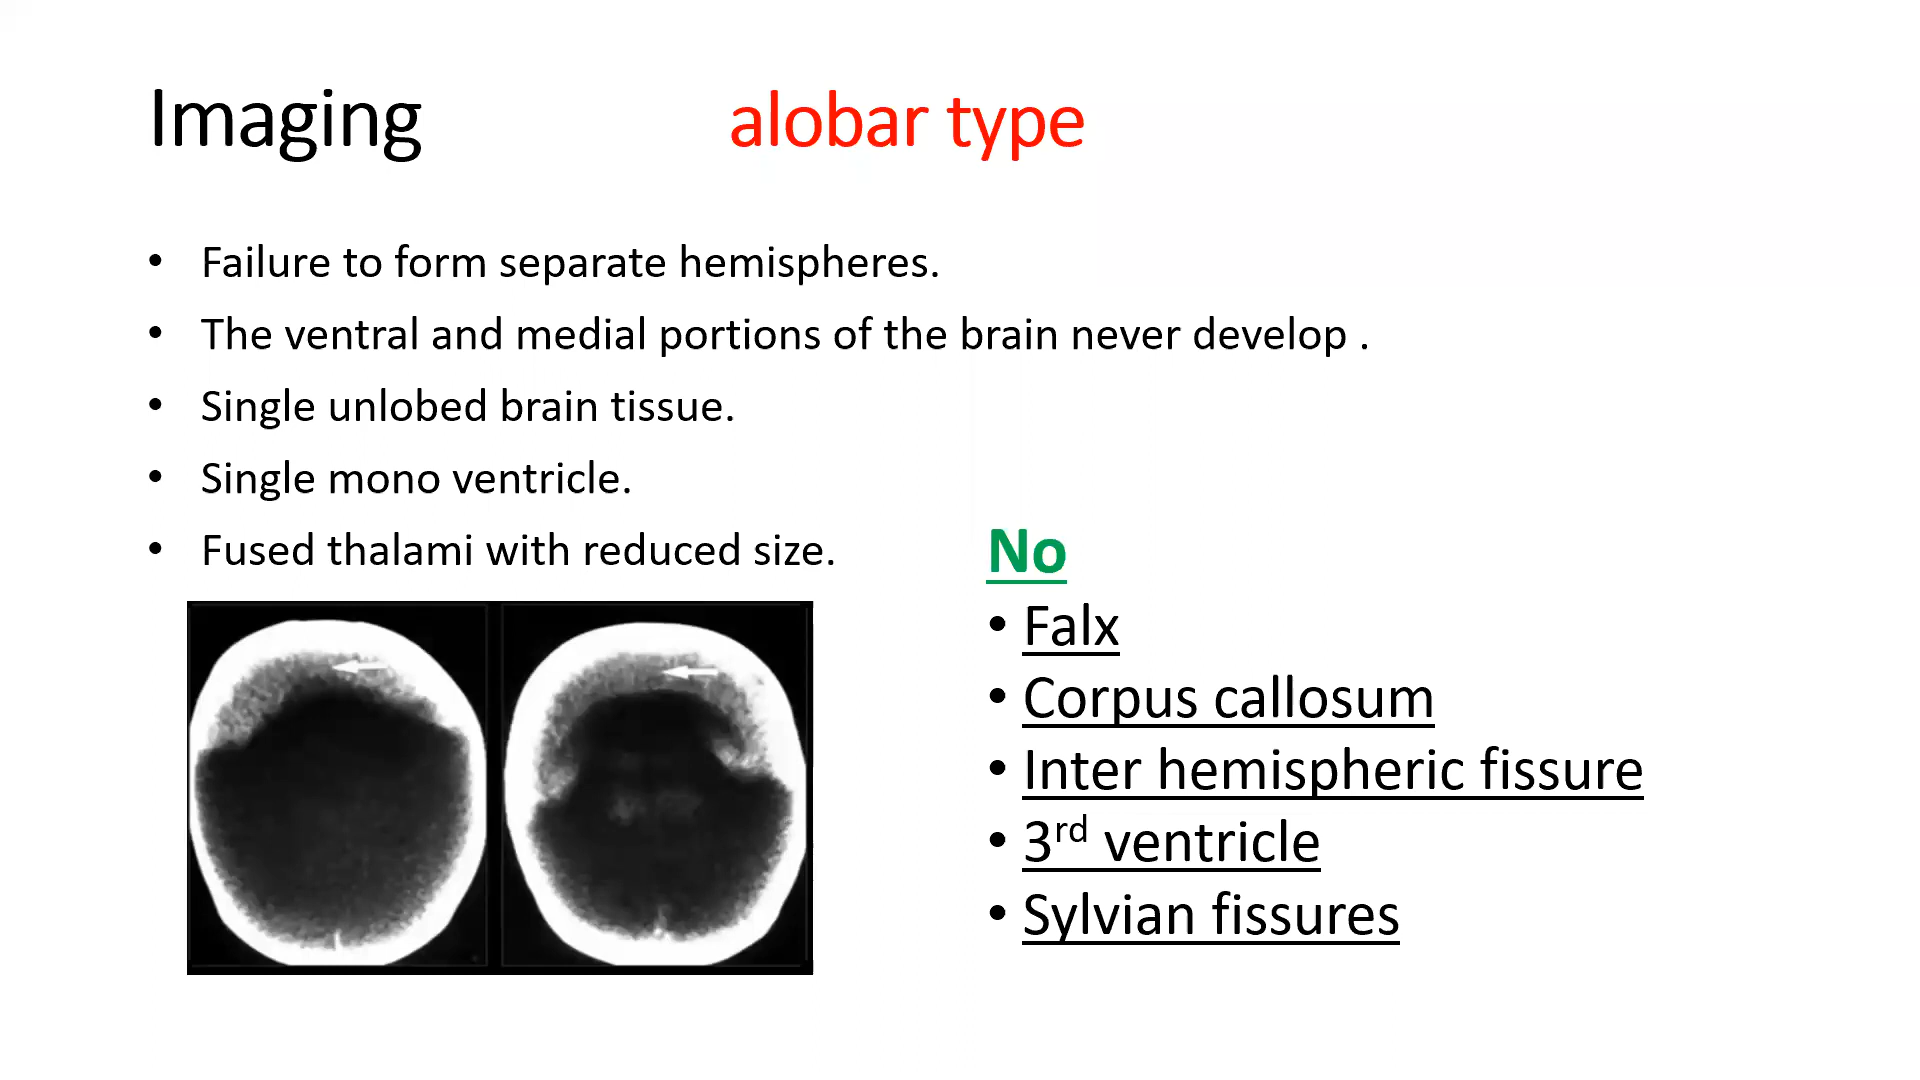 Imaging alobar type
• Failure to form separate hemispheres.
• The ventral and medial portions of the brain never develop .
• Single unlobed brain tissue.
• Single mono ventricle.
• Fused thalami with reduced size.
No
• Falx
• Corpus callosum
• Inter hemispheric fissure
• 3rd ventricle
• Sylvian fissures